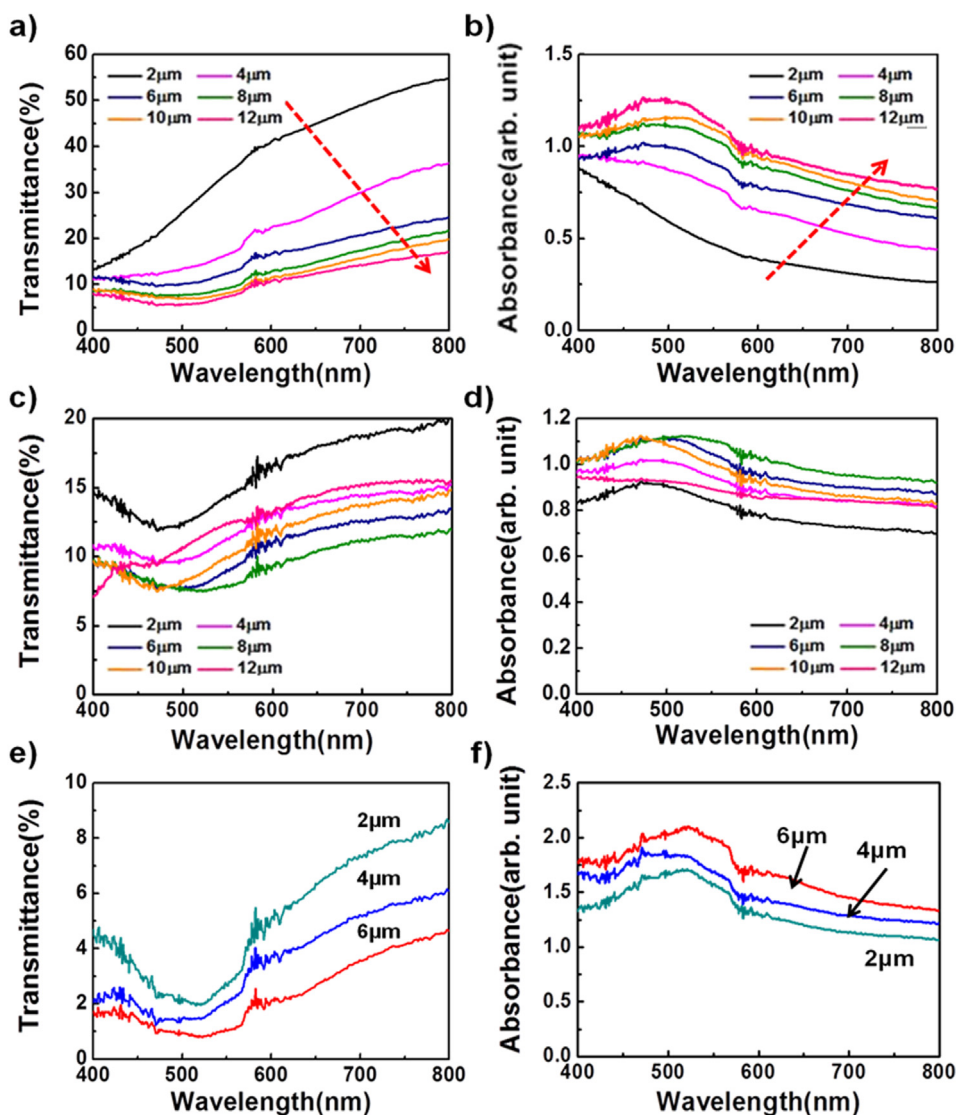 a)
Transmittance(%)
60
50
40
30
20
10
0
2μm 4μm
6μm 8μm
10μm 12μm
400 500 600 700 800
Wavelength(nm)
b)
Absorbance(arb. unit)
1.5
1.0
0.5
0.0
2μm 4μm
6μm 8μm
10μm 12μm
400 500 600 700 800
Wavelength(nm)
c)
Transmittance(%)
20
15
10
5
0
2μm 4μm
6μm 8μm
10μm 12μm
400 500 600 700 800
Wavelength(nm)
d)
Absorbance(arb. unit)
1.2
1.0
0.8
0.6
0.4
0.2
0.0
2μm 4μm
6μm 8μm
10μm 12μm
400 500 600 700 800
Wavelength(nm)
e)
Transmittance(%)
10
8
6
4
2
0
2μm
4μm
6μm
400 500 600 700 800
Wavelength(nm)
f)
Absorbance(arb. unit)
2.5
2.0
1.5
1.0
0.5
0.0
6μm
4μm
2μm
400 500 600 700 800
Wavelength(nm)